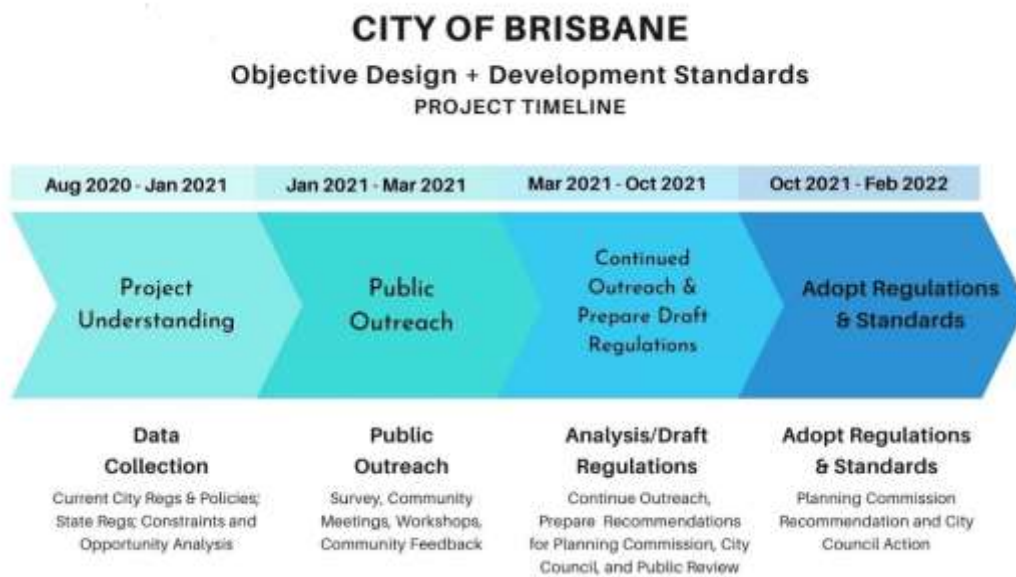 CITY OF BRISBANE
Objective Design + Development Standards
PROJECT TIMELINE
Aug 2020 - Jan 2021
Jan 2021 - Mar 2021
Mar 2021 - Oct 2021
Oct 2021 - Feb 2022
Project
Understanding
Public
Outreach
Continued
Outreach &
Prepare Draft
Regulations
Adopt Regulations
& Standards
Data
Collection
Current City Regs & Policies;
State Regs; Constraints and
Opportunity Analysis
Public
Outreach
Survey, Community
Meetings, Workshops,
Community Feedback
Analysis/Draft
Regulations
Continue Outreach,
Prepare Recommendations
for Planning Commission, City
Council, and Public Review
Adopt Regulations
& Standards
Planning Commission
Recommendation and City
Council Action